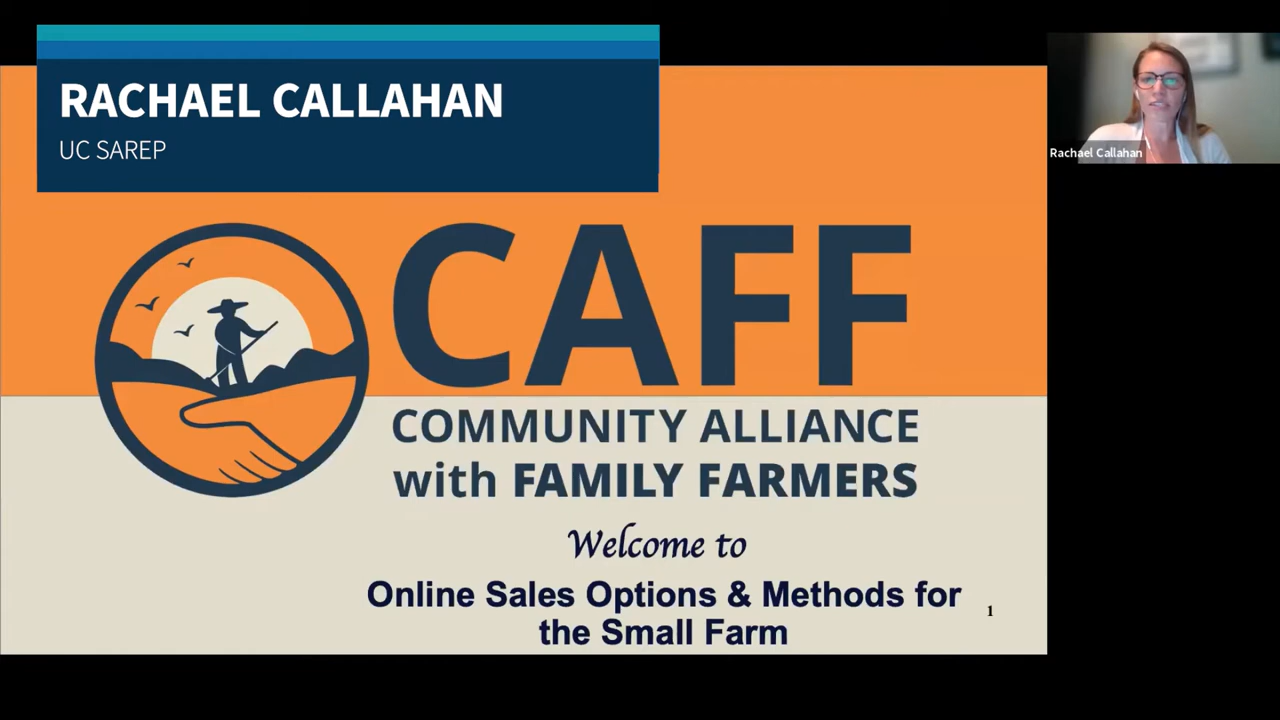 RACHAEL CALLAHAN
UC SAREP
Rachael Callahan
CAFF
COMMUNITY ALLIANCE
with FAMILY FARMERS
Welcome to
Online Sales Options & Methods for
the Small Farm
1